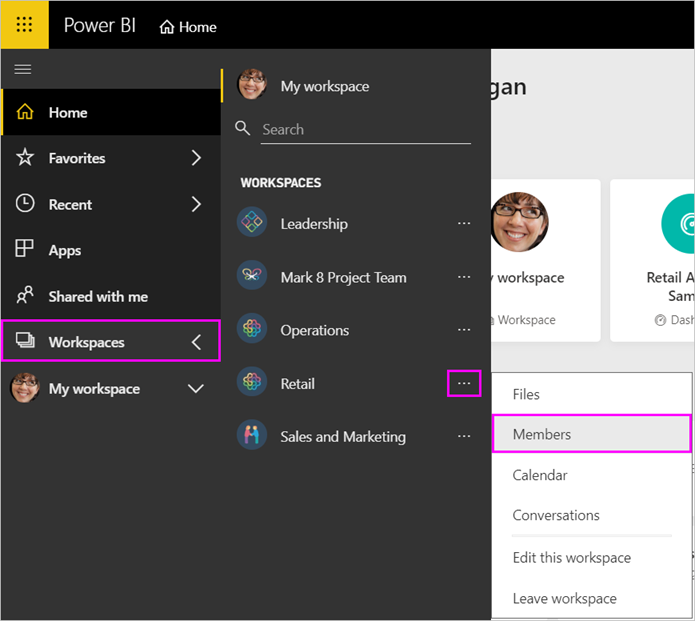 Power BI Home
Home
Favorites
Recent
Apps
Shared with me
Workspaces
My workspace
My workspace
Search
WORKSPACES
Leadership
Mark 8 Project Team
Operations
Retail
Sales and Marketing
gan
workspace
Workspace
Retail A
Sam
Dash
Files
Members
Calendar
Conversations
Edit this workspace
Leave workspace